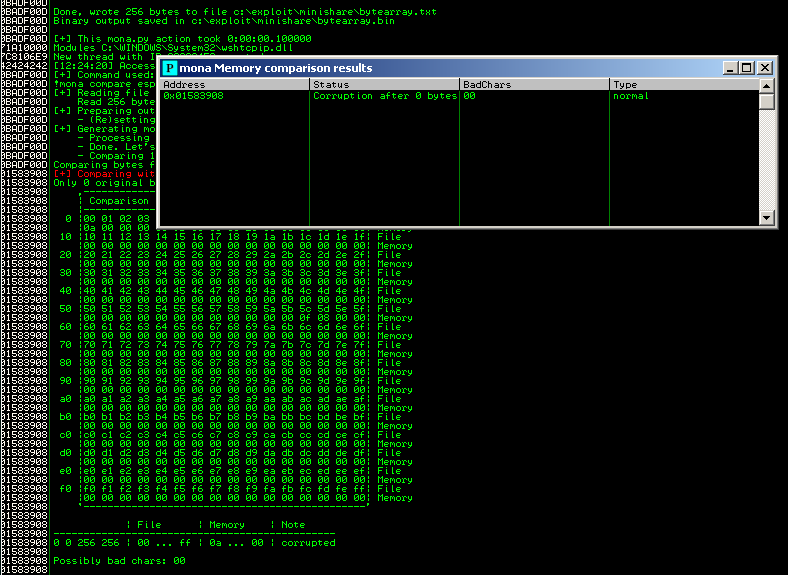 0BADF00D
0BADF00D Done, wrote 256 bytes to file c:\exploit\minishare\bytearray.txt
0BADF00D Binary output saved in c:\exploit\minishare\bytearray.bin
0BADF00D
0BADF00D [+] This mona.py action took 0:00:00.100000
71A10000 Modules C:\WINDOWS\System32\wshtcpip.dll
7C8106E9 New thread with
42424242 [12:24:20] Access
0BADF00D [+] Command used:
0BADF00D !mona compare esp
0BADF00D [+] Reading file
0BADF00D Read 256 byte
0BADF00D [+] Preparing out
0BADF00D - (Re)setting
0BADF00D [+] Generating mo
0BADF00D - Processing
0BADF00D - Done. Let's
0BADF00D - Comparing 1
0BADF00D Comparing bytes f
01583908 [+] Comparing wit
01583908 Only 0 original b
mona Memory comparison results
Address Status BadChars Type
0x01583908 Corruption after 0 bytes 00 normal
01583908
01583908 | Comparison
01583908
01583908 0 |00 01 02 03
01583908 |0a 00 00 00 00 00 00 00 00 00 00 00 00 00 00 00| Memory
01583908 10 |10 11 12 13 14 15 16 17 18 19 1a 1b 1c 1d 1e 1f| File
01583908 |00 00 00 00 00 00 00 00 00 00 00 00 00 00 00 00| Memory
01583908 20 |20 21 22 23 24 25 26 27 28 29 2a 2b 2c 2d 2e 2f| File
01583908 |00 00 00 00 00 00 00 00 00 00 00 00 00 00 00 00| Memory
01583908 30 |30 31 32 33 34 35 36 37 38 39 3a 3b 3c 3d 3e 3f| File
01583908 |00 00 00 00 00 00 00 00 00 00 00 00 00 00 00 00| Memory
01583908 40 |40 41 42 43 44 45 46 47 48 49 4a 4b 4c 4d 4e 4f| File
01583908 |00 00 00 00 00 00 00 00 00 00 00 00 00 00 00 00| Memory
01583908 50 |50 51 52 53 54 55 56 57 58 59 5a 5b 5c 5d 5e 5f| File
01583908 |00 00 00 00 00 00 00 00 00 00 00 00 0f 08 00 00| Memory
01583908 60 |60 61 62 63 64 65 66 67 68 69 6a 6b 6c 6d 6e 6f| File
01583908 |00 00 00 00 00 00 00 00 00 00 00 00 00 00 00 00| Memory
01583908 70 |70 71 72 73 74 75 76 77 78 79 7a 7b 7c 7d 7e 7f| File
01583908 |00 00 00 00 00 00 00 00 00 00 00 00 00 00 00 00| Memory
01583908 80 |80 81 82 83 84 85 86 87 88 89 8a 8b 8c 8d 8e 8f| File
01583908 |00 00 00 00 00 00 00 00 00 00 00 00 00 00 00 00| Memory
01583908 90 |90 91 92 93 94 95 96 97 98 99 9a 9b 9c 9d 9e 9f| File
01583908 |00 00 00 00 00 00 00 00 00 00 00 00 00 00 00 00| Memory
01583908 a0 |a0 a1 a2 a3 a4 a5 a6 a7 a8 a9 aa ab ac ad ae af| File
01583908 |00 00 00 00 00 00 00 00 00 00 00 00 00 00 00 00| Memory
01583908 b0 |b0 b1 b2 b3 b4 b5 b6 b7 b8 b9 ba bb bc bd be bf| File
01583908 |00 00 00 00 00 00 00 00 00 00 00 00 00 00 00 00| Memory
01583908 c0 |c0 c1 c2 c3 c4 c5 c6 c7 c8 c9 ca cb cc cd ce cf| File
01583908 |00 00 00 00 00 00 00 00 00 00 00 00 00 00 00 00| Memory
01583908 d0 |d0 d1 d2 d3 d4 d5 d6 d7 d8 d9 da db dc dd de df| File
01583908 |00 00 00 00 00 00 00 00 00 00 00 00 00 00 00 00| Memory
01583908 e0 |e0 e1 e2 e3 e4 e5 e6 e7 e8 e9 ea eb ec ed ee ef| File
01583908 |00 00 00 00 00 00 00 00 00 00 00 00 00 00 00 00| Memory
01583908 f0 |f0 f1 f2 f3 f4 f5 f6 f7 f8 f9 fa fb fc fd fe ff| File
01583908 |00 00 00 00 00 00 00 00 00 00 00 00 00 00 00 00| Memory
01583908
01583908
01583908 | File | Memory | Note
01583908
01583908 0 0 256 256 | 00 ... ff | 0a ... 00 | corrupted
01583908
01583908 Possibly bad chars: 00
01583908